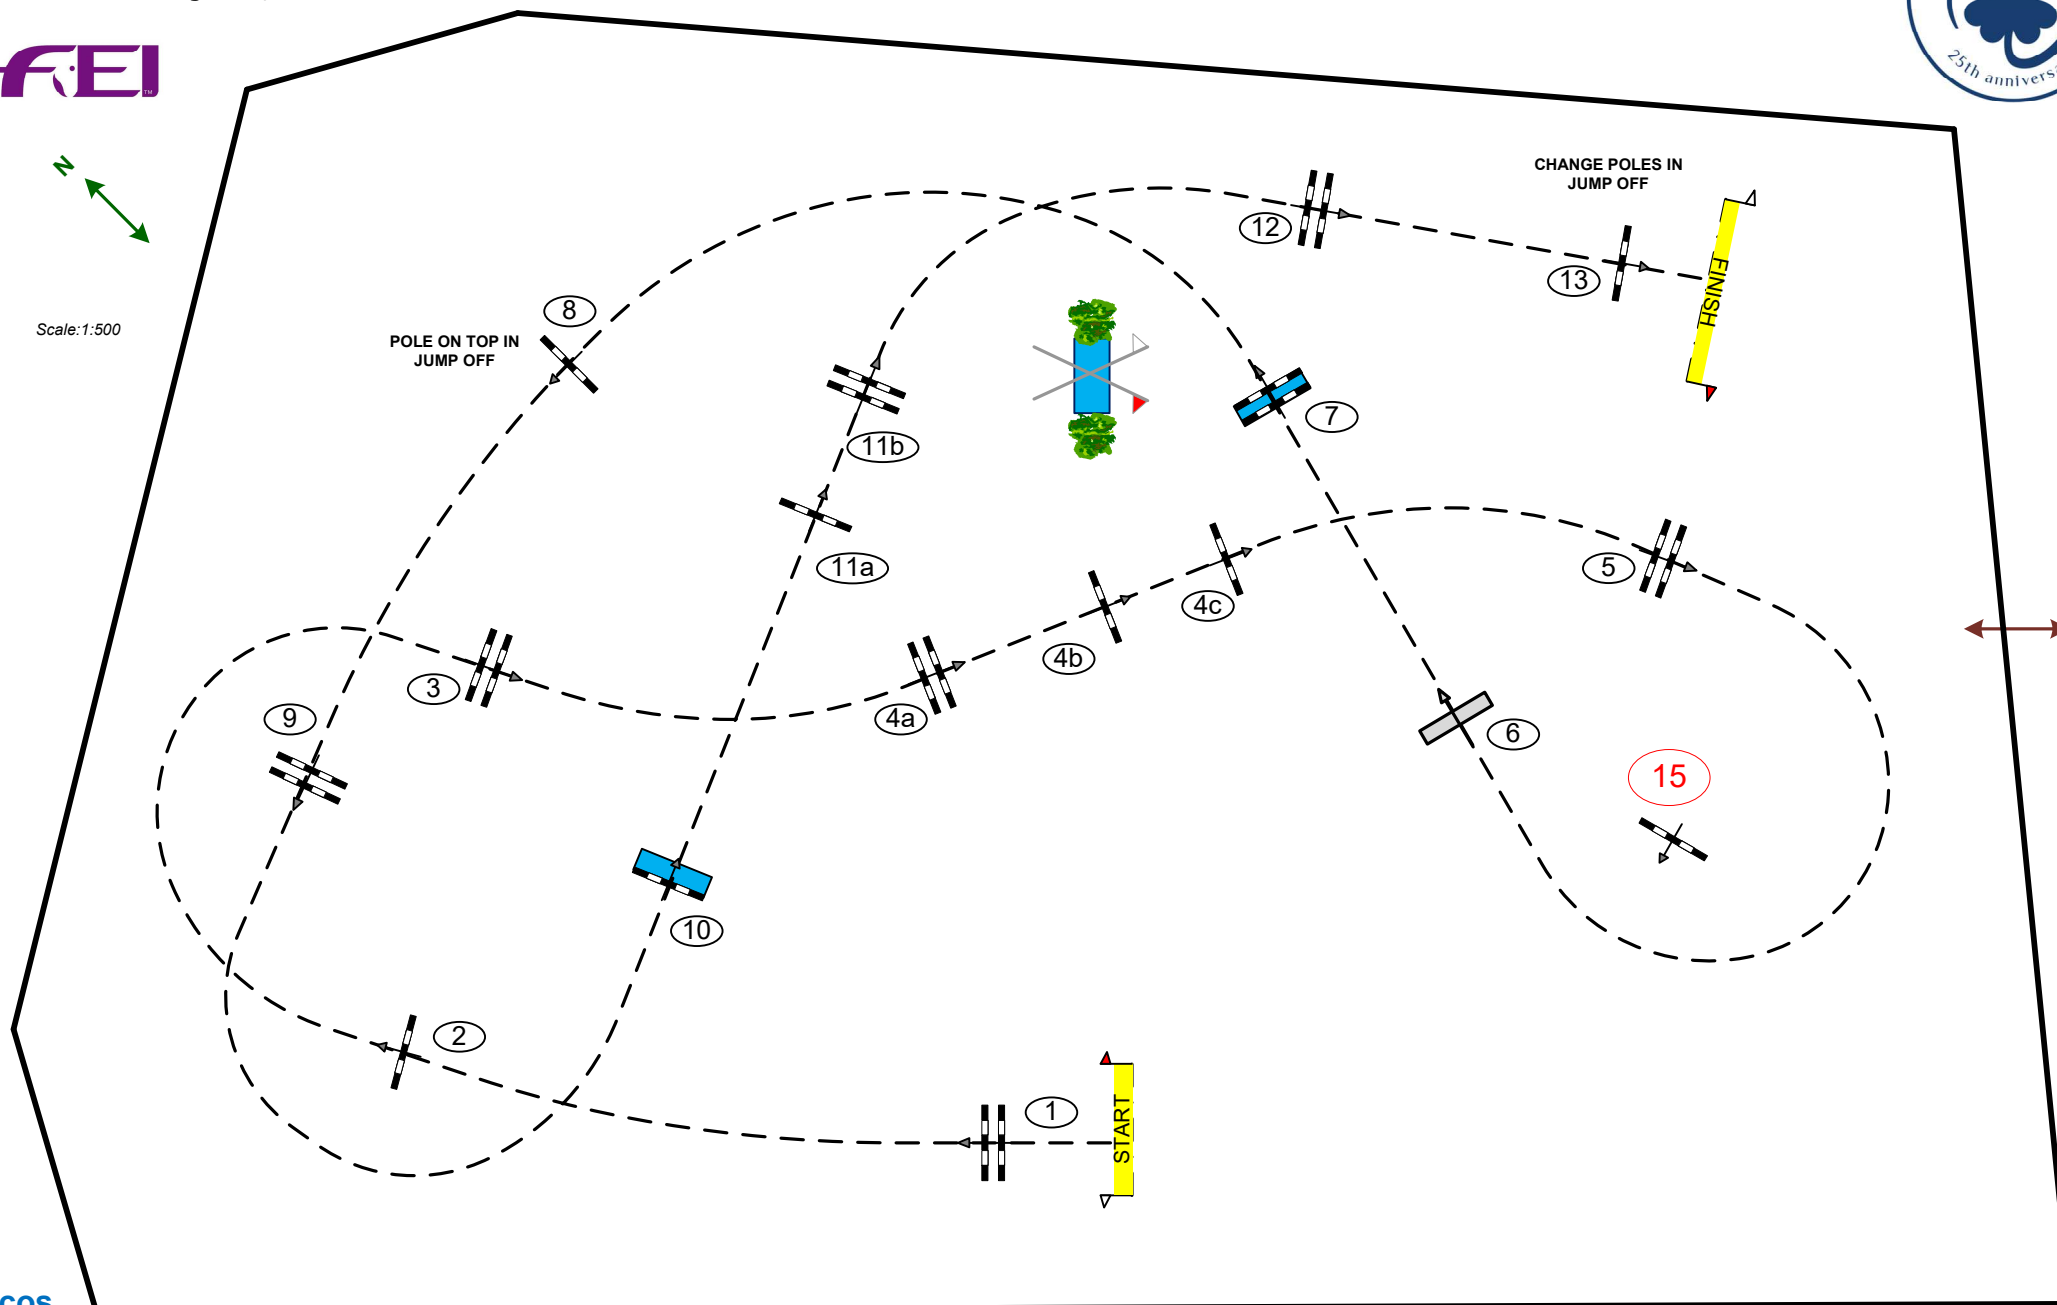 FEI
25th annivers
N
CHANGE POLES IN
JUMP OFF
12
13
FINISH
8
Scale:1:500
POLE ON TOP IN
JUMP OFF
7
11b
11a
5
4c
4b
3
4a
9
6
15
10
2
1
START
cos